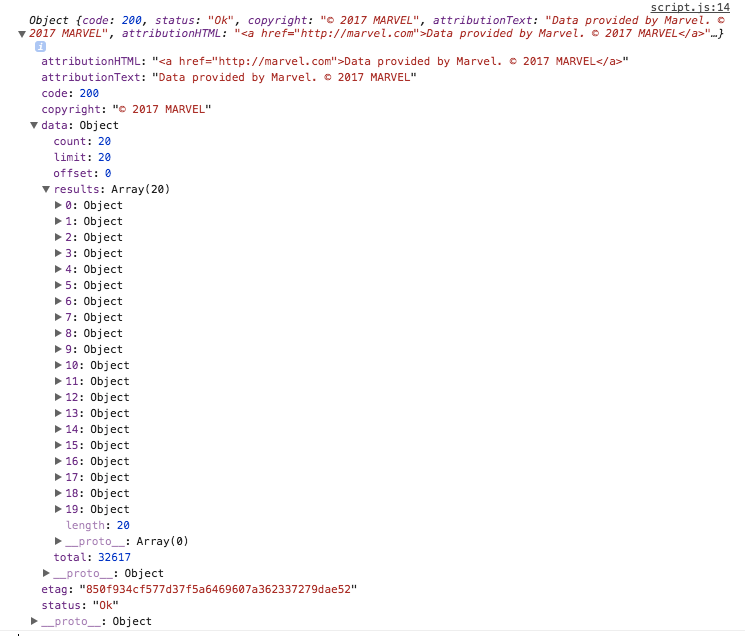 script.js:14
Object {code: 200, status: "Ok", copyright: "© 2017 MARVEL", attributionText: "Data provided by Marvel. ©
▼2017 MARVEL", attributionHTML: "<a href="http://marvel.com">Data provided by Marvel. © 2017 MARVEL</a>"…}
i
attributionHTML: "<a href="http://marvel.com">Data provided by Marvel. © 2017 MARVEL</a>"
attributionText: "Data provided by Marvel. © 2017 MARVEL"
code: 200
copyright: "© 2017 MARVEL"
▼data: Object
count: 20
limit: 20
offset: 0
▼results: Array(20)
▶0: Object
▶1: Object
▶2: Object
▶3: Object
▶4: Object
▶5: Object
▶6: Object
▶7: Object
▶8: Object
▶9: Object
▶10: Object
▶11: Object
▶12: Object
▶13: Object
▶14: Object
▶15: Object
▶16: Object
▶17: Object
▶18: Object
▶19: Object
length: 20
▶__proto__: Array(0)
total: 32617
▶__proto__: Object
etag: "850f934cf577d37f5a6469607a362337279dae52"
status: "Ok"
▶__proto__: Object